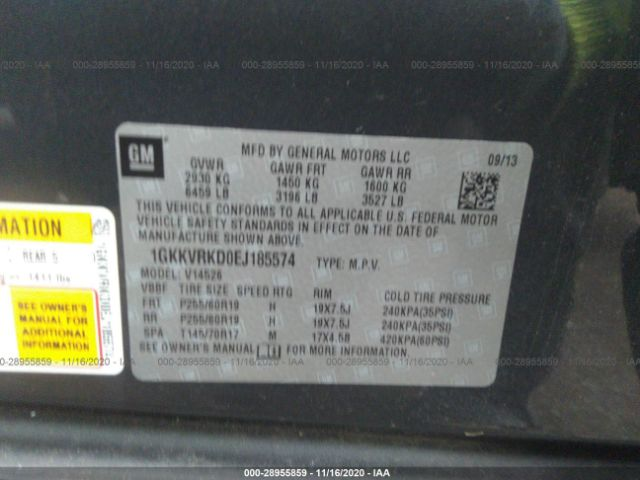 000-28955859 - 11/16/2020 - IAA
GM
MFD BY GENERAL MOTORS LLC 09/13
GVWR GAWR FRT GAWR RR
2930 KG 1450 KG 1600 KG
6459 LB 3196 LB 3527 LB
THIS VEHICLE CONFORMS TO ALL APPLICABLE U.S. FEDERAL MOTOR
VEHICLE SAFETY STANDARDS IN EFFECT ON THE DATE OF
MANUFACTURE SHOWN ABOVE.
1GKKVRKD0EJ185574 TYPE: M.P.V.
MODEL: V14526
VBBF TIRE SIZE SPEED RTG RIM COLD TIRE PRESSURE
FRT P255/60R19 H 19X7.5J 240KPA(35PSI)
RR P255/60R19 H 19X7.5J 240KPA(35PSI)
SPA T145/70R17 M 17X4.5B 420KPA(60PSI)
SEE OWNER'S MANUAL FOR MORE INFORMATION.
MATION
REAR 5
SEE OWNER'S
MANUAL FOR
ADDITIONAL
INFORMATION
000-28955859 - 11/16/2020 - IAA